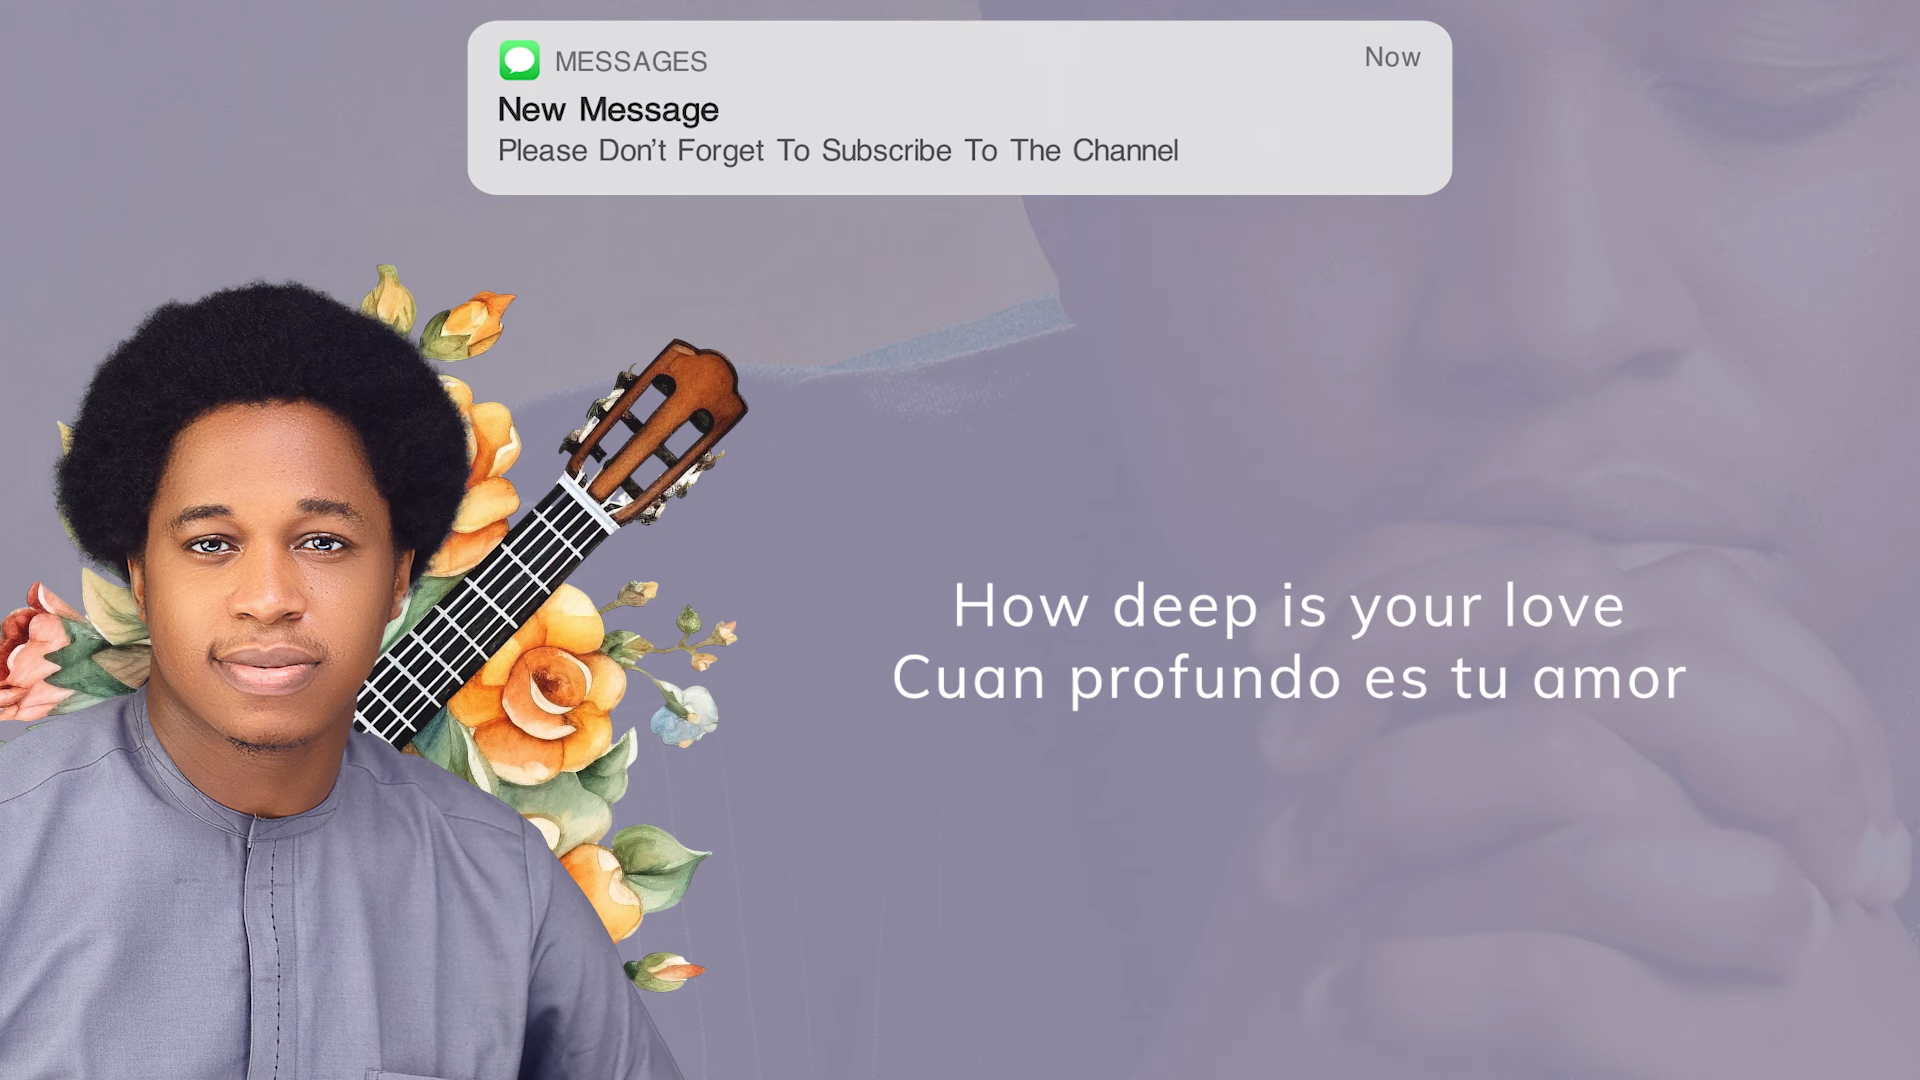 MESSAGES
Now
New Message
Please Don’t Forget To Subscribe To The Channel
How deep is your love
Cuan profundo es tu amor